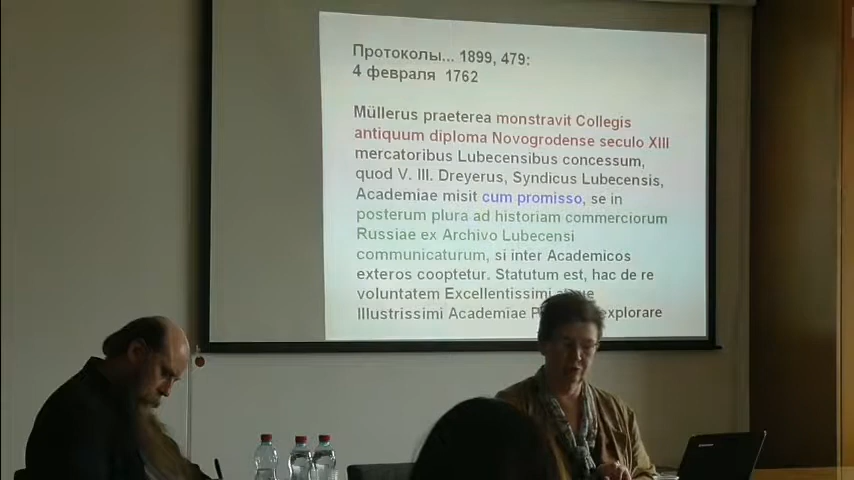 Протоколы... 1899, 479:
4 февраля 1762
Müllerus praeterea monstravit Collegis
antiquum diploma Novogrodense seculo XIII
mercatoribus Lubecensibus concessum,
quod V. Ill. Dreyerus, Syndicus Lubecensis,
Academiae misit cum promisso, se in
posterum plura ad historiam commerciorum
Russiae ex Archivo Lubecensi
communicaturum, si inter Academicos
exteros cooptetur. Statutum est, hac de re
voluntatem Excellentissimi
Illustrissimi Academiae explorare